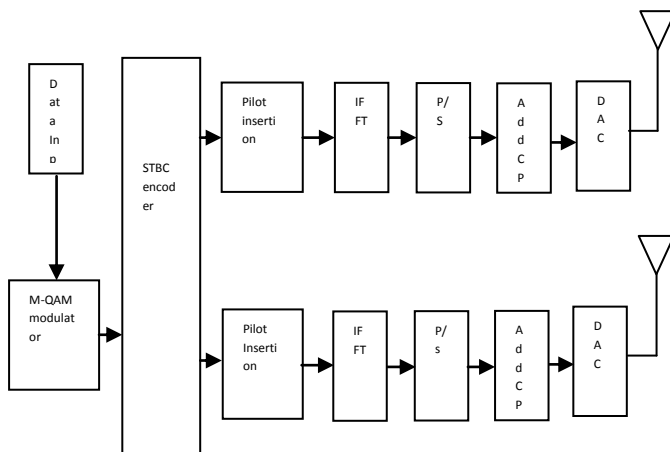 D
at
a
In
p
M-QAM
modulat
or
STBC
encod
er
Pilot
inserti
on
IF
FT
P/
S
A
d
d
C
P
D
A
C
Pilot
Inserti
on
IF
FT
P/
s
A
d
d
C
P
D
A
C